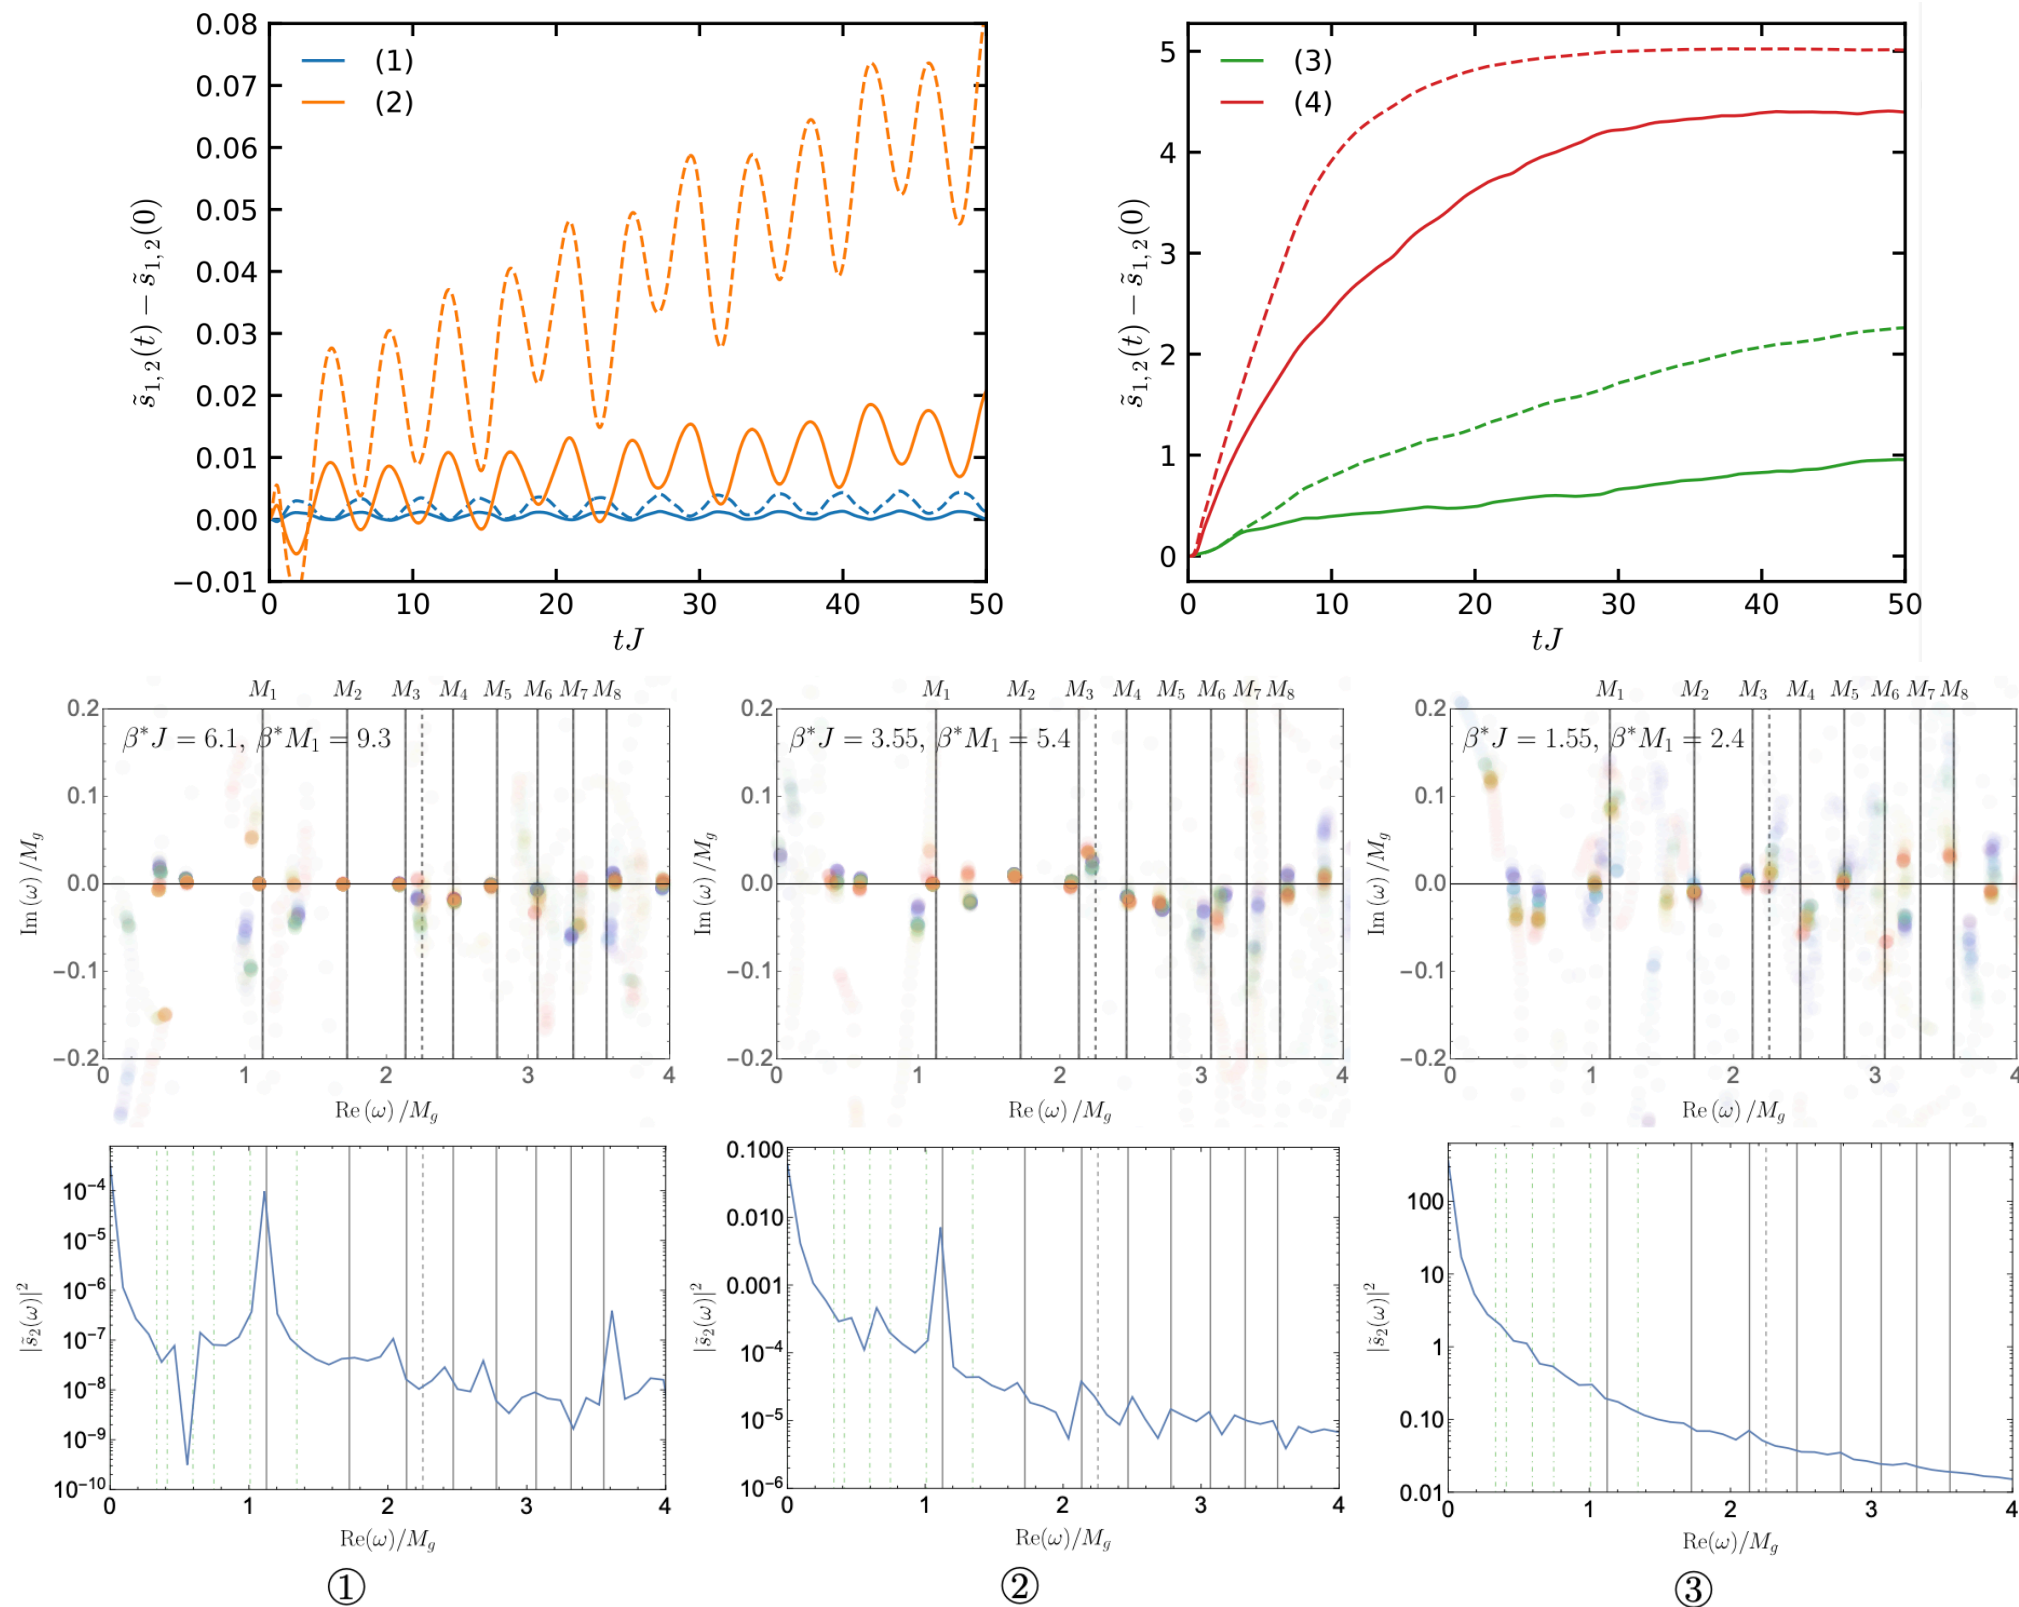 0.08
0.07
0.06
0.05
0.04
0.03
0.02
0.01
0.00
−0.01
(1)
(2)
s̃₁,₂(t) − s̃₁,₂(0)
0 10 20 30 40 50
tJ
5
4
3
2
1
0
(3)
(4)
s̃₁,₂(t) − s̃₁,₂(0)
0 10 20 30 40 50
tJ
M₁ M₂ M₃ M₄ M₅ M₆ M₇ M₈
β*J = 6.1, β*M₁ = 9.3
0.2
0.1
0.0
−0.1
−0.2
Im (ω) /M_g
0 1 2 3 4
Re (ω) /M_g
M₁ M₂ M₃ M₄ M₅ M₆ M₇ M₈
β*J = 3.55, β*M₁ = 5.4
0.2
0.1
0.0
−0.1
−0.2
Im (ω) /M_g
0 1 2 3 4
Re (ω) /M_g
M₁ M₂ M₃ M₄ M₅ M₆ M₇ M₈
β*J = 1.55, β*M₁ = 2.4
0.2
0.1
0.0
−0.1
−0.2
Im (ω) /M_g
0 1 2 3 4
Re (ω) /M_g
10⁻⁴
10⁻⁵
10⁻⁶
10⁻⁷
10⁻⁸
10⁻⁹
10⁻¹⁰
|s̃₂(ω)|²
0 1 2 3 4
Re(ω)/M_g
①
0.100
0.010
0.001
10⁻⁴
10⁻⁵
10⁻⁶
|s̃₂(ω)|²
0 1 2 3 4
Re(ω)/M_g
②
100
10
1
0.10
0.01
|s̃₂(ω)|²
0 1 2 3 4
Re(ω)/M_g
③